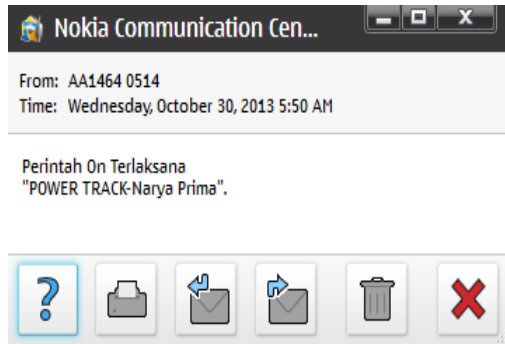 Nokia Communication Cen...
From: AA1464 0514
Time: Wednesday, October 30, 2013 5:50 AM
Perintah On Terlaksana
"POWER TRACK-Narya Prima".